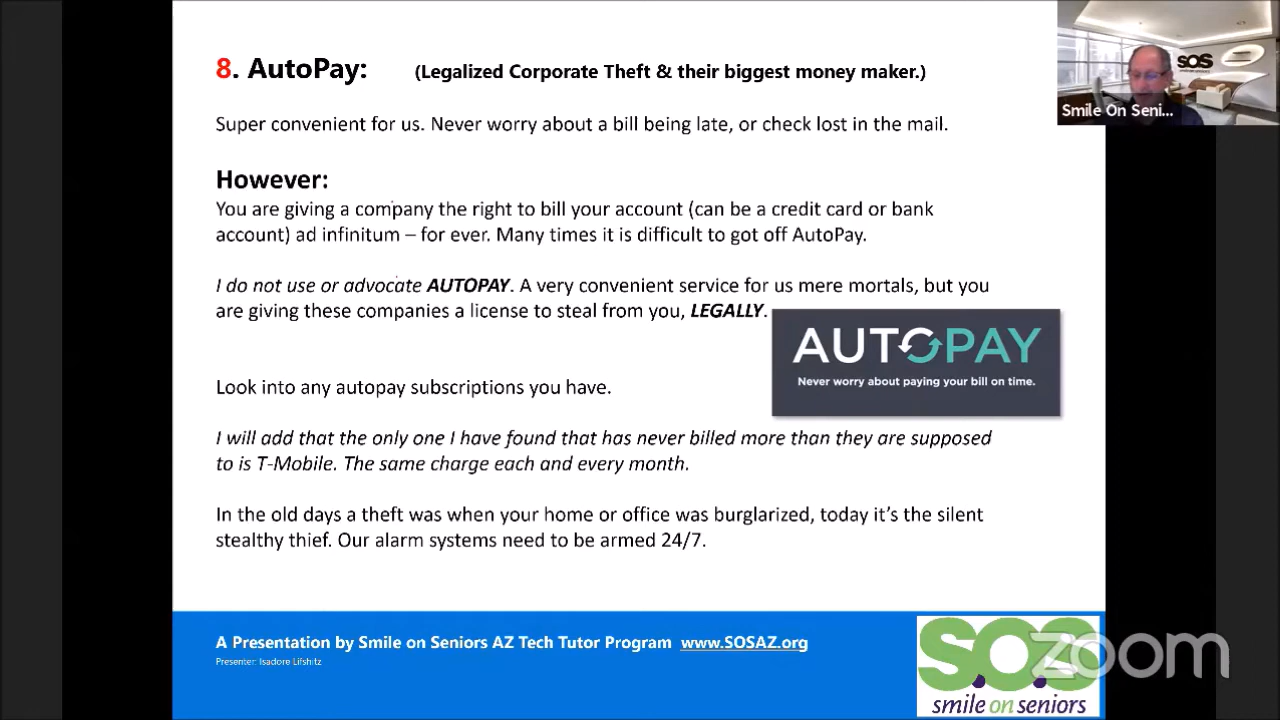 8. AutoPay: (Legalized Corporate Theft & their biggest money maker.)
SOS
smile on seniors
Smile On Seni...
Super convenient for us. Never worry about a bill being late, or check lost in the mail.
However:
You are giving a company the right to bill your account (can be a credit card or bank
account) ad infinitum – for ever. Many times it is difficult to got off AutoPay.
I do not use or advocate AUTOPAY. A very convenient service for us mere mortals, but you
are giving these companies a license to steal from you, LEGALLY.
AUTOPAY
Never worry about paying your bill on time.
Look into any autopay subscriptions you have.
I will add that the only one I have found that has never billed more than they are supposed
to is T-Mobile. The same charge each and every month.
In the old days a theft was when your home or office was burglarized, today it’s the silent
stealthy thief. Our alarm systems need to be armed 24/7.
A Presentation by Smile on Seniors AZ Tech Tutor Program www.SOSAZ.org
Presenter: Isadore Lifshitz
S.O.S
zoom
smile on seniors